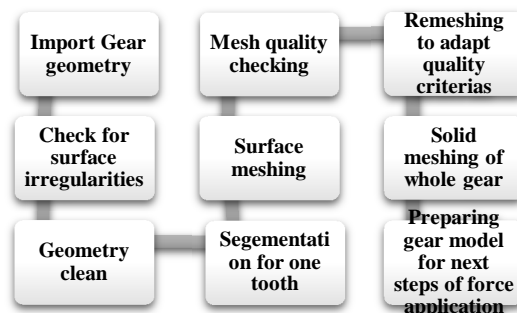 Import Gear
geometry
Check for
surface
irregularities
Geometry
clean
Segementati
on for one
tooth
Surface
meshing
Mesh quality
checking
Remeshing
to adapt
quality
criterias
Solid
meshing of
whole gear
Preparing
gear model
for next
steps of force
application